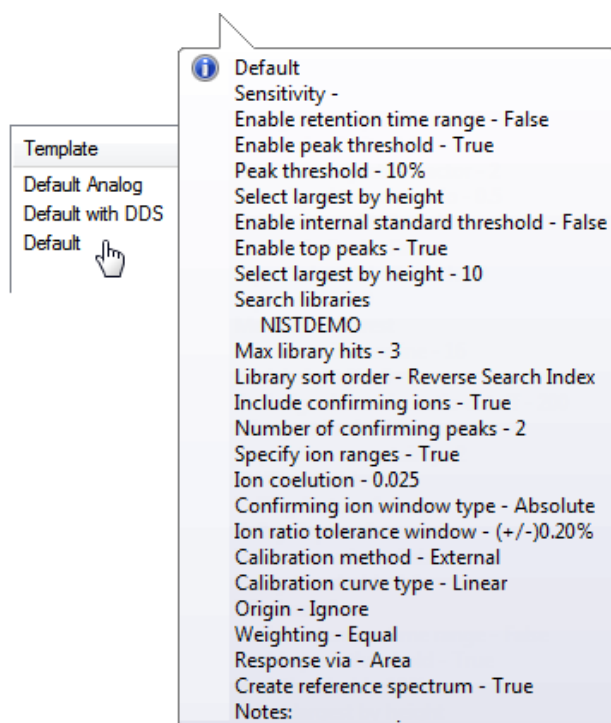 Template
Default Analog
Default with DDS
Default
Default
Sensitivity -
Enable retention time range - False
Enable peak threshold - True
Peak threshold - 10%
Select largest by height
Enable internal standard threshold - False
Enable top peaks - True
Select largest by height - 10
Search libraries
NISTDEMO
Max library hits - 3
Library sort order - Reverse Search Index
Include confirming ions - True
Number of confirming peaks - 2
Specify ion ranges - True
Ion coelution - 0.025
Confirming ion window type - Absolute
Ion ratio tolerance window - (+/-)0.20%
Calibration method - External
Calibration curve type - Linear
Origin - Ignore
Weighting - Equal
Response via - Area
Create reference spectrum - True
Notes: